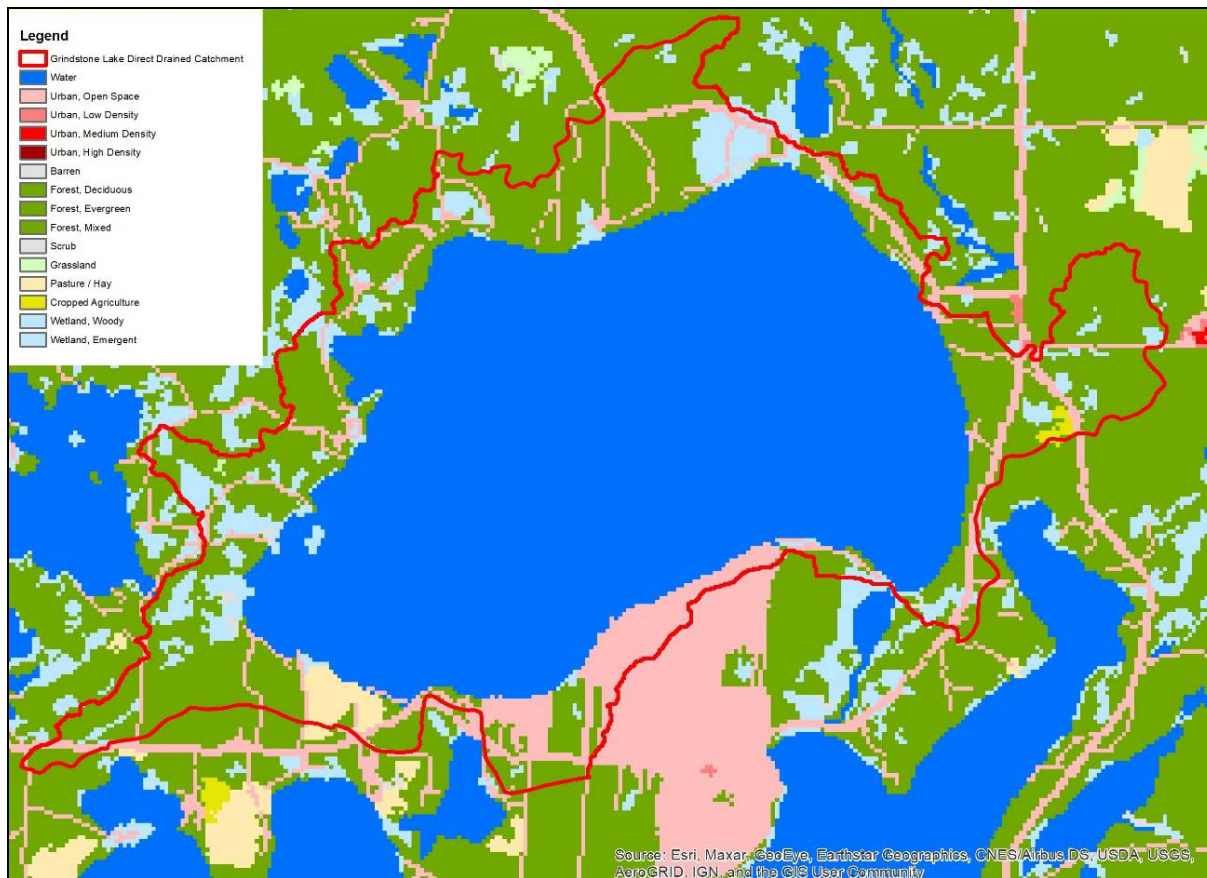 Legend
Grindstone Lake Direct Drained Catchment
Water
Urban, Open Space
Urban, Low Density
Urban, Medium Density
Urban, High Density
Barren
Forest, Deciduous
Forest, Evergreen
Forest, Mixed
Scrub
Grassland
Pasture / Hay
Cropped Agriculture
Wetland, Woody
Wetland, Emergent
Source: Esri, Maxar, GeoEye, Earthstar Geographics, CNES/Airbus DS, USDA, USGS,
AeroGRID, IGN, and the GIS User Community